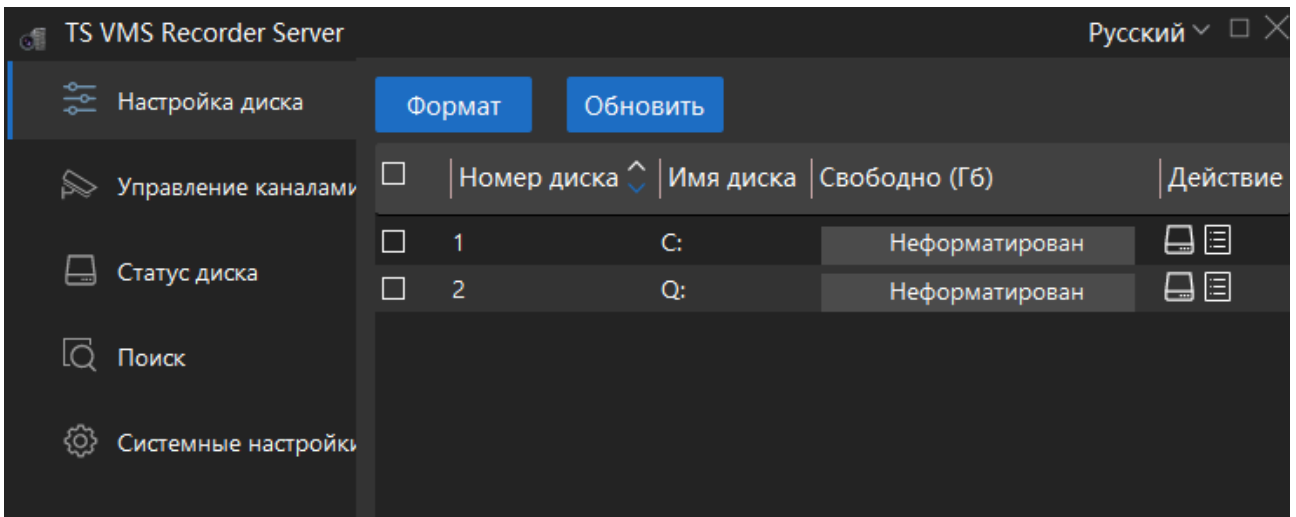 TS VMS Recorder Server Русский
Настройка диска
Управление каналами
Статус диска
Поиск
Системные настройки
Формат Обновить
Номер диска Имя диска Свободно (Гб) Действие
1 C: Неформатирован
2 Q: Неформатирован